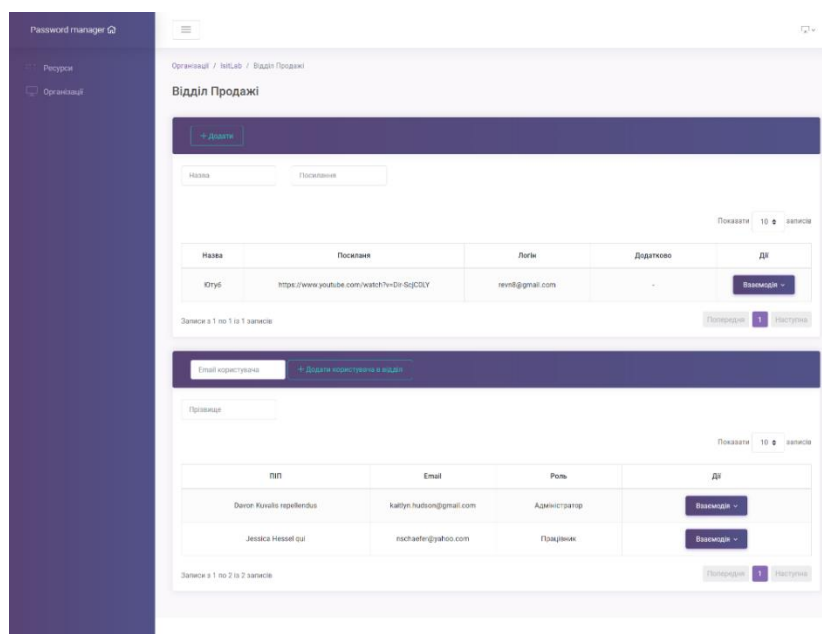 Password manager
Ресурси
Організації
Організації / IsitLab / Відділ Продажі
Відділ Продажі
+ Додати
Назва Посилання
Показати 10 записів
Назва Посиланя Логін Додатково Дії
Ютуб https://www.youtube.com/watch?v=Dir-SojCDLY revn8@gmail.com - Взаємодія
Записи з 1 по 1 із 1 записів
Попередня 1 Наступна
Email користувача + Додати користувача в відділ
Прізвище
Показати 10 записів
ПІП Email Роль Дії
Davon Kuvalis repellendus kaitlyn.hudson@gmail.com Адміністратор Взаємодія
Jessica Hessel qui nschaefer@yahoo.com Працівник Взаємодія
Записи з 1 по 2 із 2 записів
Попередня 1 Наступна